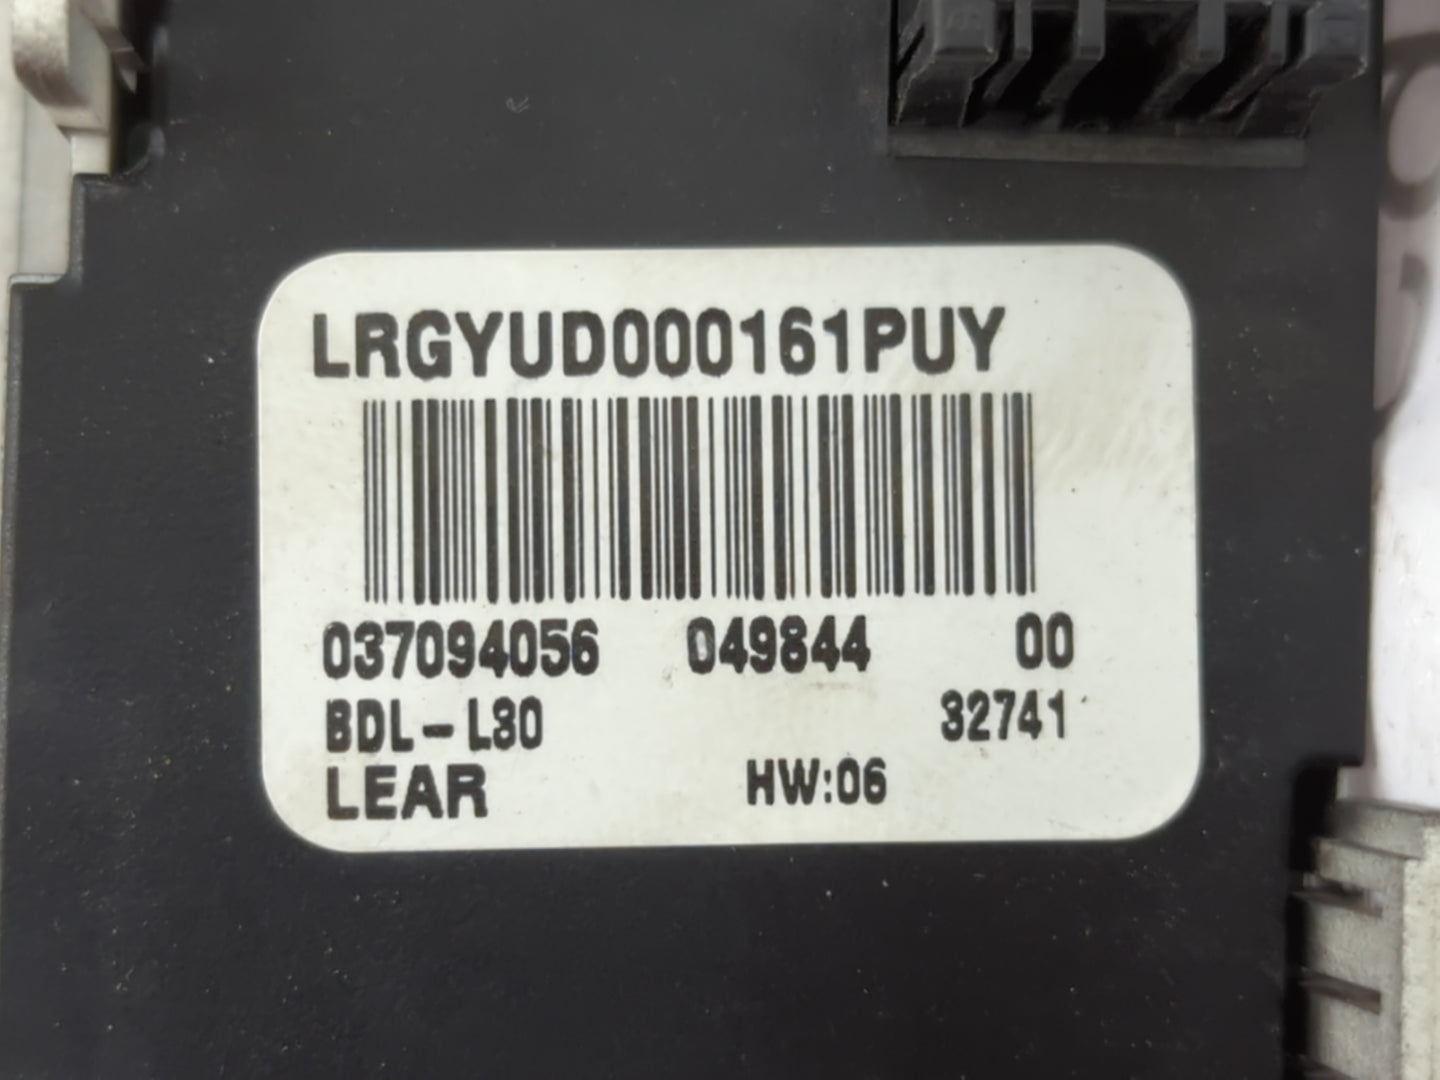 LRGYUD000161PUY
037094056 049844 00
BDL-L30 32741
LEAR HW:06